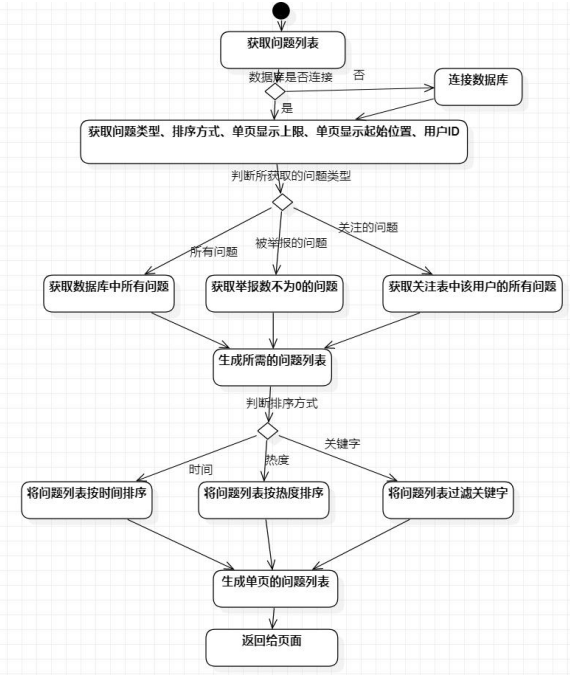 获取问题列表
数据库是否连接
否
连接数据库
是
获取问题类型、排序方式、单页显示上限、单页显示起始位置、用户ID
判断所获取的问题类型
所有问题
被举报的问题
关注的问题
获取数据库中所有问题
获取举报数不为0的问题
获取关注表中该用户的所有问题
生成所需的问题列表
判断排序方式
时间
热度
关键字
将问题列表按时间排序
将问题列表按热度排序
将问题列表过滤关键字
生成单页的问题列表
返回给页面